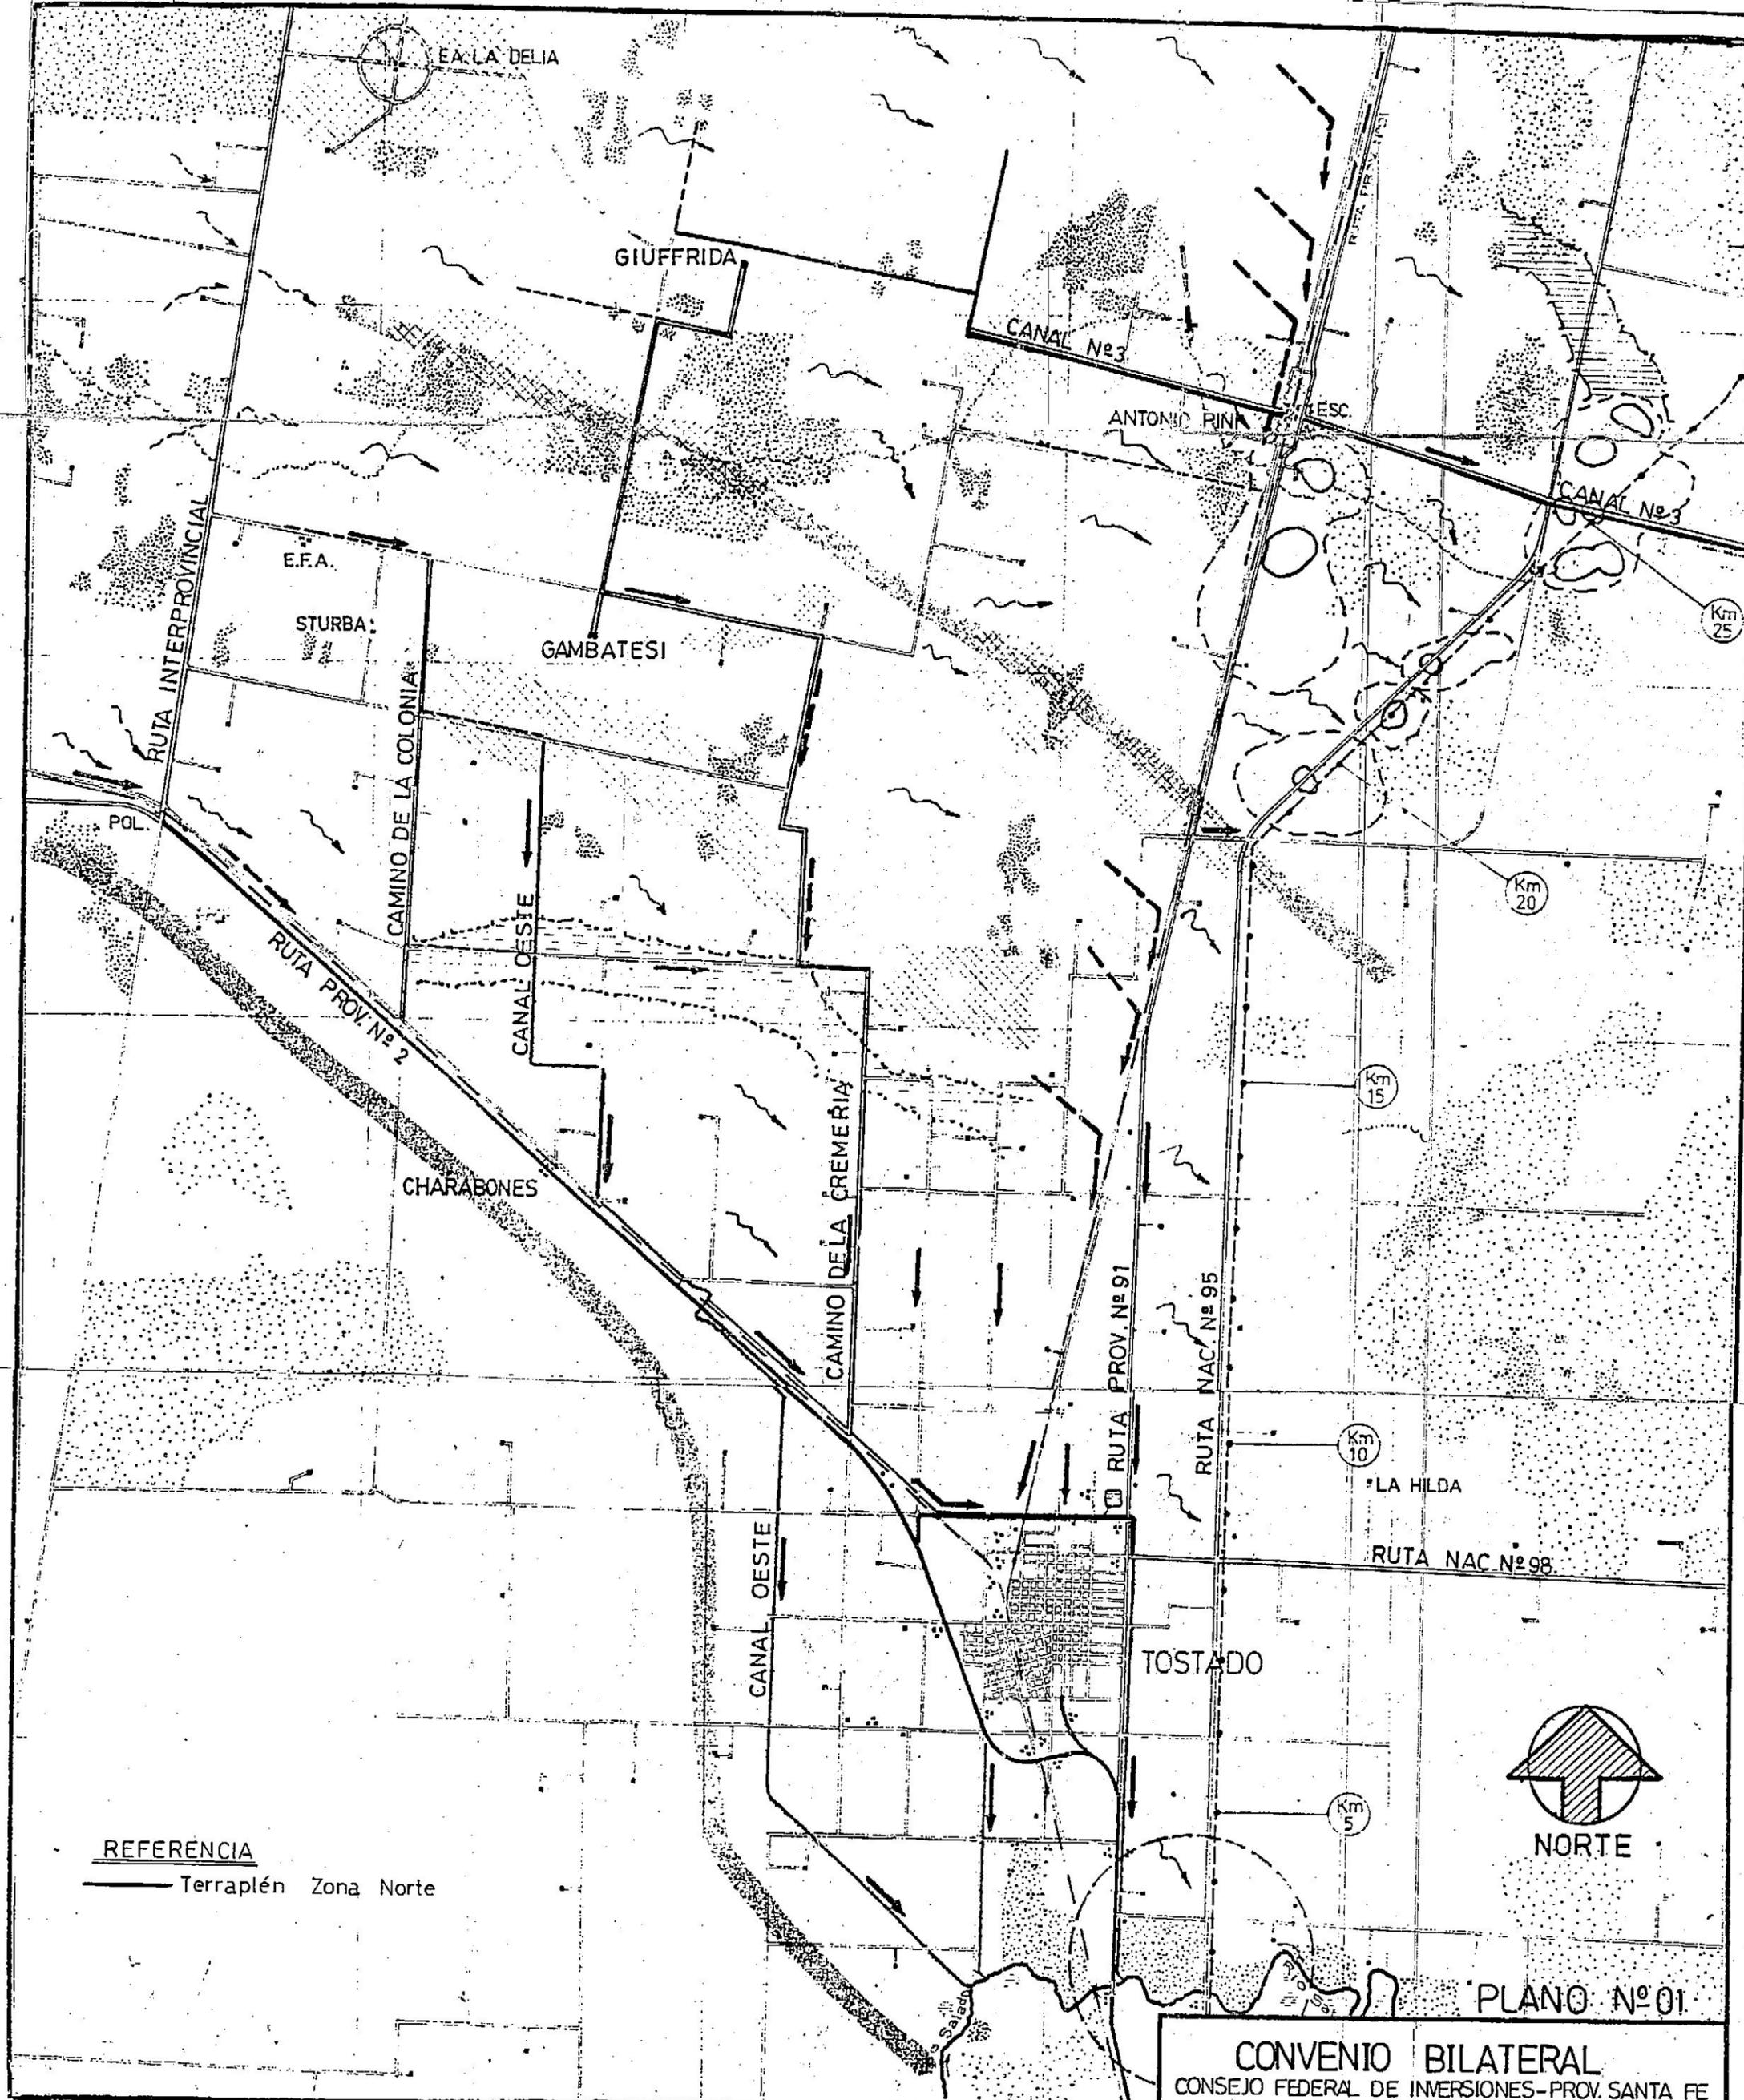 EA. LA DELIA
GIUFFRIDA
CANAL Nº3
ANTONIO PINI
ESC.
CANAL Nº3
RUTA INTERPROVINCIAL
E.F.A.
STURBA
GAMBATESI
Km
25
CAMINO DE LA COLONIA
POL.
Km
20
RUTA PROV. Nº 2
CANAL OESTE
Km
15
CHARABONES
CAMINO DE LA CREMERIA
RUTA PROV. Nº 91
RUTA NAC. Nº 95
Km
10
LA HILDA
RUTA NAC. Nº 98
CANAL OESTE
TOSTADO
Km
5
NORTE
REFERENCIA
Terraplén Zona Norte
Salado
PLANO Nº 01
CONVENIO BILATERAL
CONSEJO FEDERAL DE INVERSIONES-PROV. SANTA FE